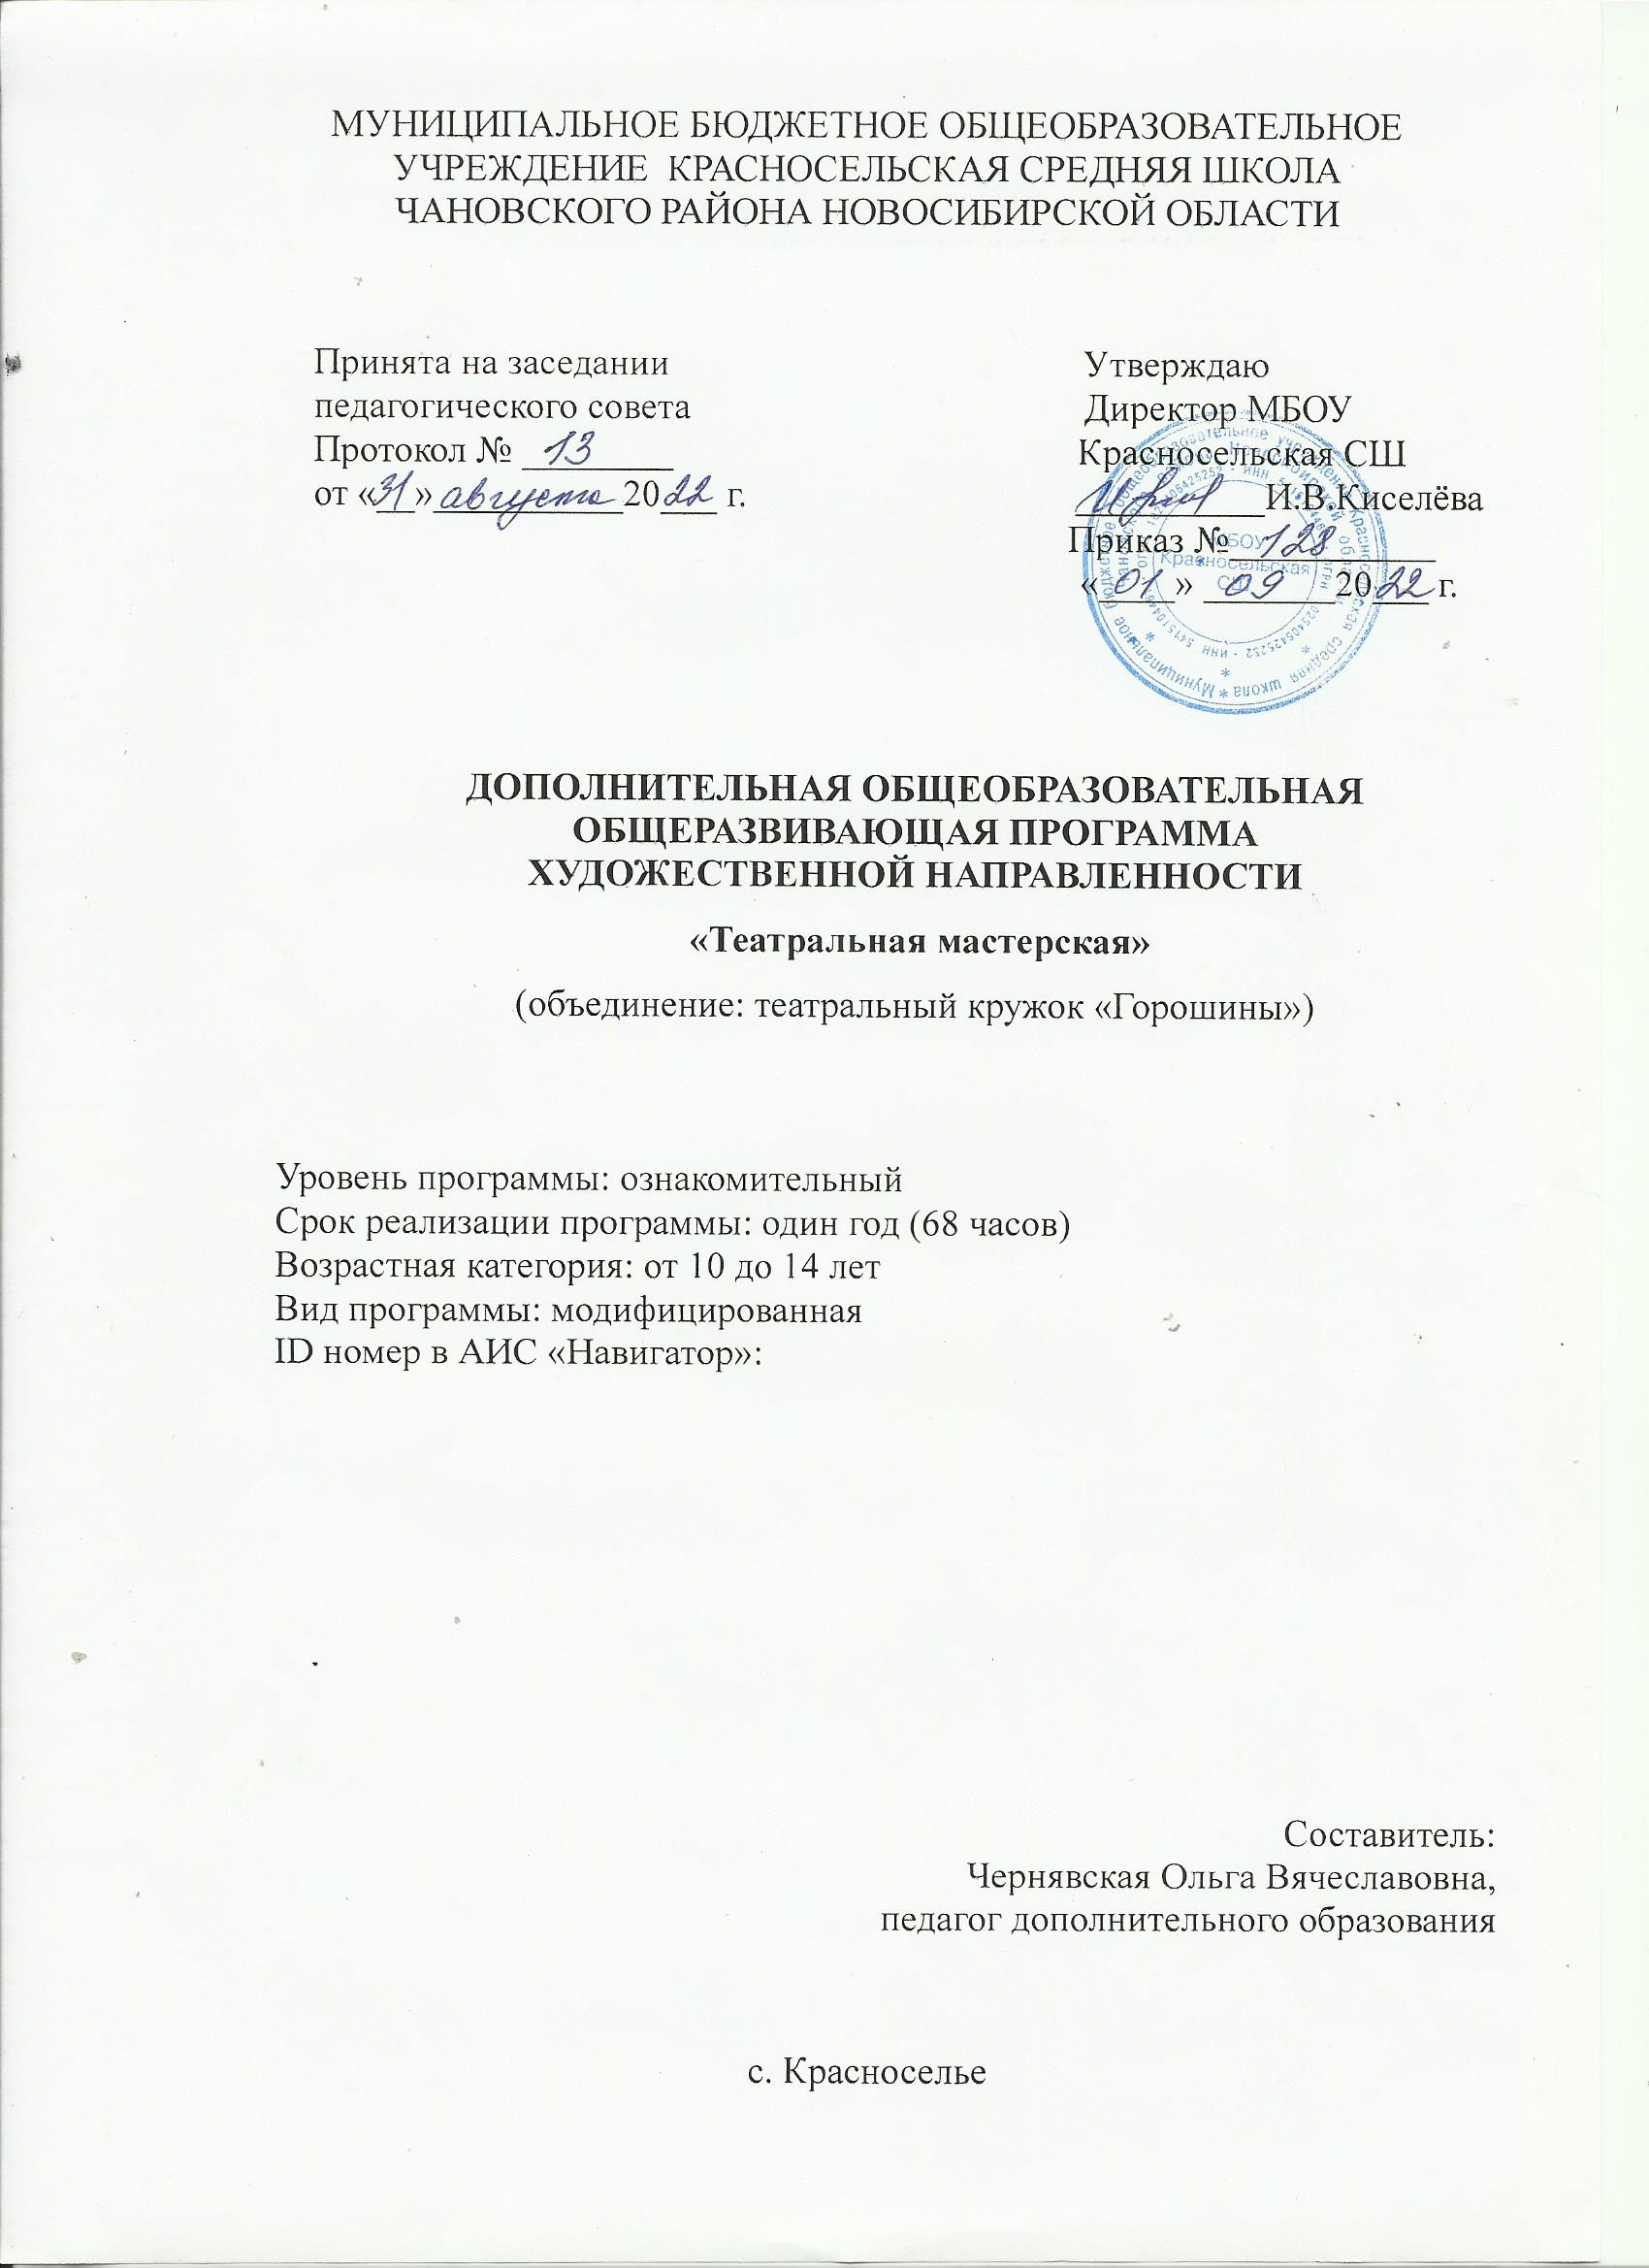 МУНИЦИПАЛЬНОЕ БЮДЖЕТНОЕ ОБЩЕОБРАЗОВАТЕЛЬНОЕ
УЧРЕЖДЕНИЕ КРАСНОСЕЛЬСКАЯ СРЕДНЯЯ ШКОЛА
ЧАНОВСКОГО РАЙОНА НОВОСИБИРСКОЙ ОБЛАСТИ
Принята на заседании
педагогического совета
Протокол № 13
от «31» августа 2022 г.
Утверждаю
Директор МБОУ
Красносельская СШ
И.В.Киселёва
Приказ № 128
«01» 09 2022 г.
МБОУ
Красносельская
СШ
ДОПОЛНИТЕЛЬНАЯ ОБЩЕОБРАЗОВАТЕЛЬНАЯ
ОБЩЕРАЗВИВАЮЩАЯ ПРОГРАММА
ХУДОЖЕСТВЕННОЙ НАПРАВЛЕННОСТИ
«Театральная мастерская»
(объединение: театральный кружок «Горошины»)
Уровень программы: ознакомительный
Срок реализации программы: один год (68 часов)
Возрастная категория: от 10 до 14 лет
Вид программы: модифицированная
ID номер в АИС «Навигатор»:
Составитель:
Чернявская Ольга Вячеславовна,
педагог дополнительного образования
с. Красноселье